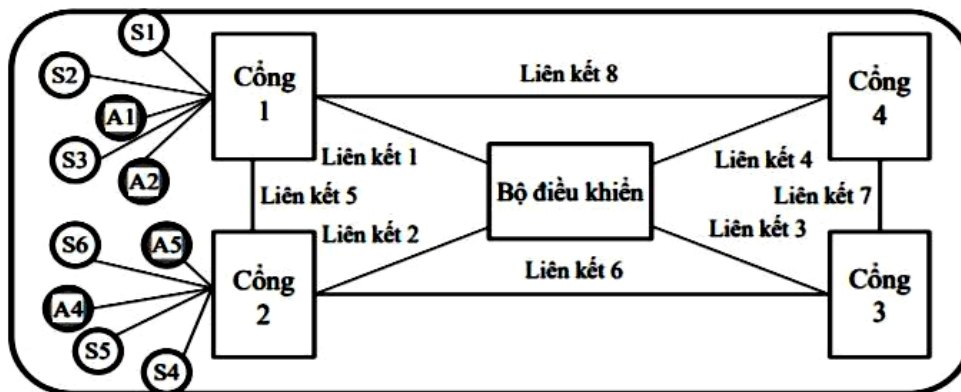 S1
S2
A1
S3
A2
Cổng
1
Liên kết 8
Cổng
4
Liên kết 1
Liên kết 4
Bộ điều khiển
Liên kết 5
Liên kết 7
Liên kết 2
Liên kết 3
S6
A5
A4
S5
S4
Cổng
2
Liên kết 6
Cổng
3